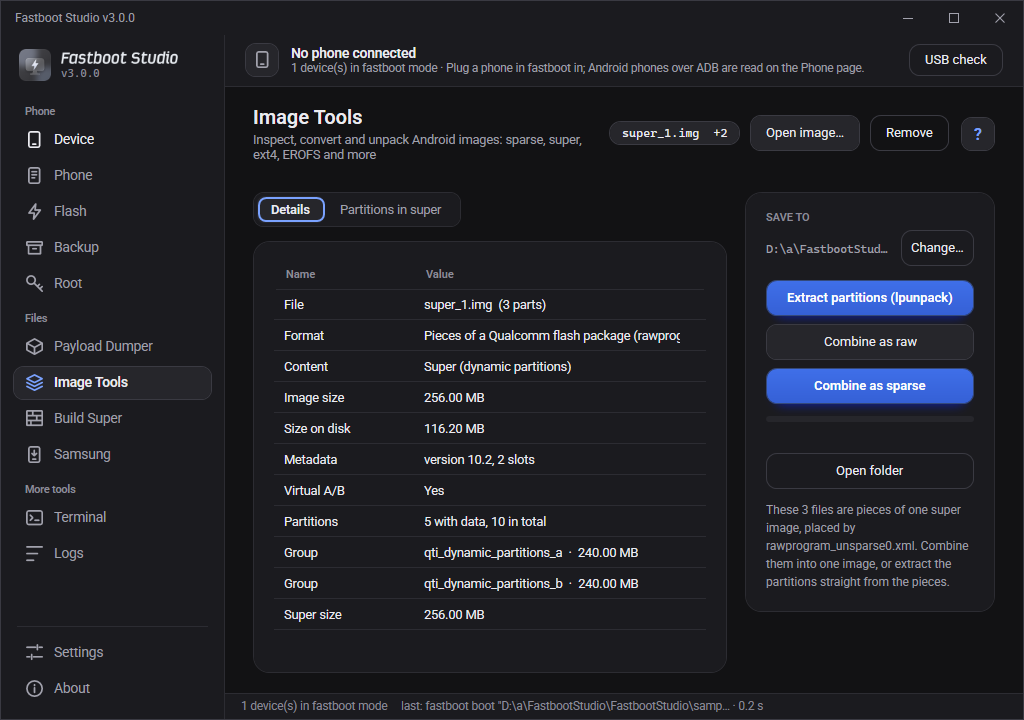 Fastboot Studio v3.0.0
Fastboot Studio
v3.0.0
Phone
Device
Phone
Flash
Backup
Root
Files
Payload Dumper
Image Tools
Build Super
Samsung
More tools
Terminal
Logs
Settings
About
No phone connected
1 device(s) in fastboot mode · Plug a phone in fastboot in; Android phones over ADB are read on the Phone page.
USB check
Image Tools
Inspect, convert and unpack Android images: sparse, super,
ext4, EROFS and more
super_1.img +2
Open image...
Remove
?
Details
Partitions in super
Name Value
File super_1.img (3 parts)
Format Pieces of a Qualcomm flash package (rawprog
Content Super (dynamic partitions)
Image size 256.00 MB
Size on disk 116.20 MB
Metadata version 10.2, 2 slots
Virtual A/B Yes
Partitions 5 with data, 10 in total
Group qti_dynamic_partitions_a · 240.00 MB
Group qti_dynamic_partitions_b · 240.00 MB
Super size 256.00 MB
SAVE TO
D:\a\FastbootStud...
Change...
Extract partitions (lpunpack)
Combine as raw
Combine as sparse
Open folder
These 3 files are pieces of one super
image, placed by
rawprogram_unsparse0.xml. Combine
them into one image, or extract the
partitions straight from the pieces.
1 device(s) in fastboot mode last: fastboot boot "D:\a\FastbootStudio\FastbootStudio\samp... · 0.2 s